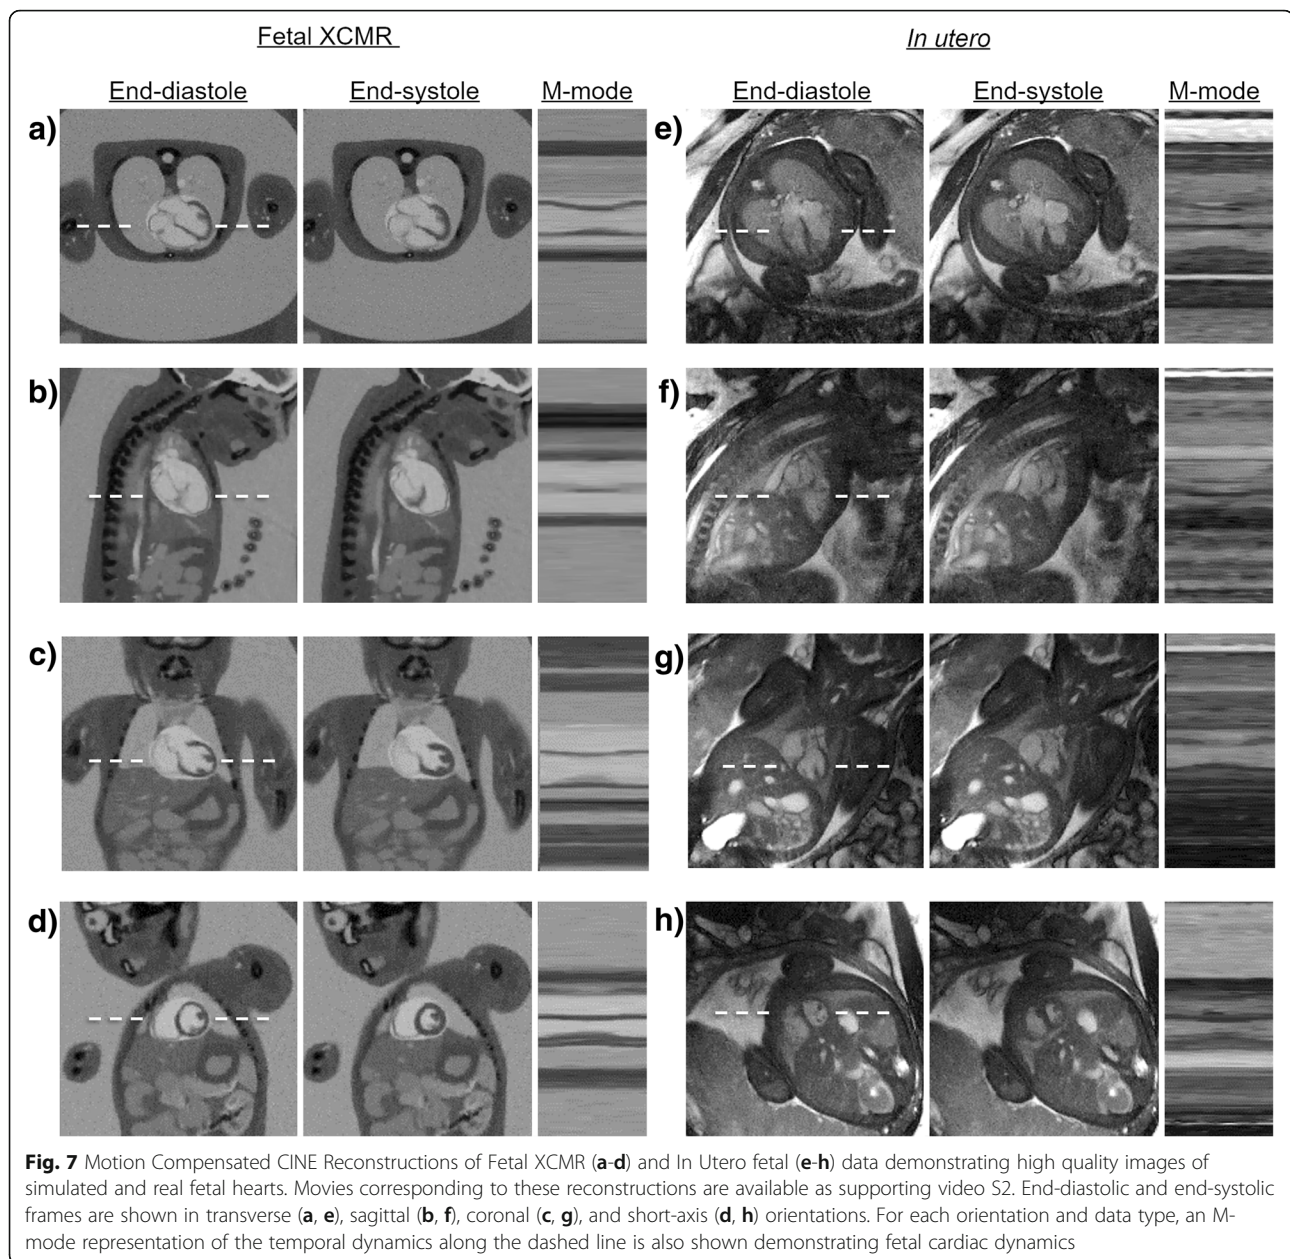 Fetal XCMR
In utero
End-diastole End-systole M-mode
End-diastole End-systole M-mode
a)
e)
b)
f)
c)
g)
d)
h)
Fig. 7 Motion Compensated CINE Reconstructions of Fetal XCMR (a-d) and In Utero fetal (e-h) data demonstrating high quality images of
simulated and real fetal hearts. Movies corresponding to these reconstructions are available as supporting video S2. End-diastolic and end-systolic
frames are shown in transverse (a, e), sagittal (b, f), coronal (c, g), and short-axis (d, h) orientations. For each orientation and data type, an M-
mode representation of the temporal dynamics along the dashed line is also shown demonstrating fetal cardiac dynamics